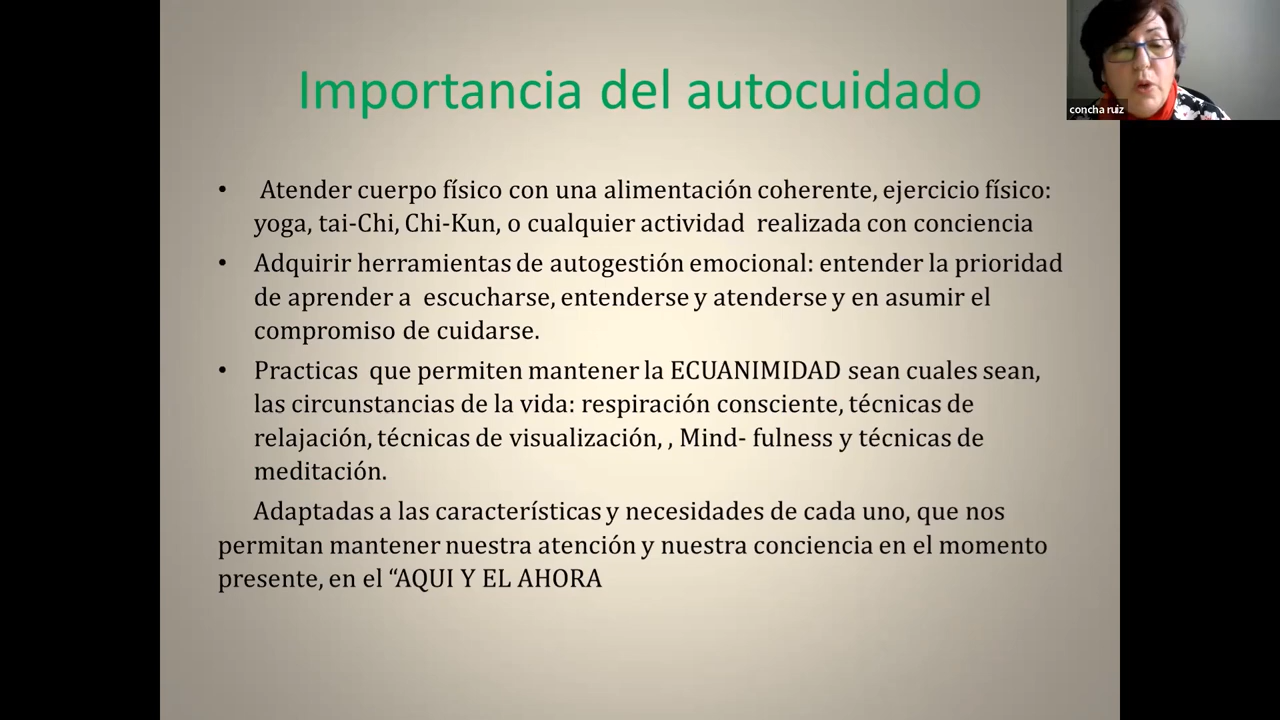 Importancia del autocuidado
concha ruiz
• Atender cuerpo físico con una alimentación coherente, ejercicio físico:
yoga, tai-Chi, Chi-Kun, o cualquier actividad realizada con conciencia
• Adquirir herramientas de autogestión emocional: entender la prioridad
de aprender a escucharse, entenderse y atenderse y en asumir el
compromiso de cuidarse.
• Practicas que permiten mantener la ECUANIMIDAD sean cuales sean,
las circunstancias de la vida: respiración consciente, técnicas de
relajación, técnicas de visualización, , Mind- fulness y técnicas de
meditación.
Adaptadas a las características y necesidades de cada uno, que nos
permitan mantener nuestra atención y nuestra conciencia en el momento
presente, en el “AQUI Y EL AHORA